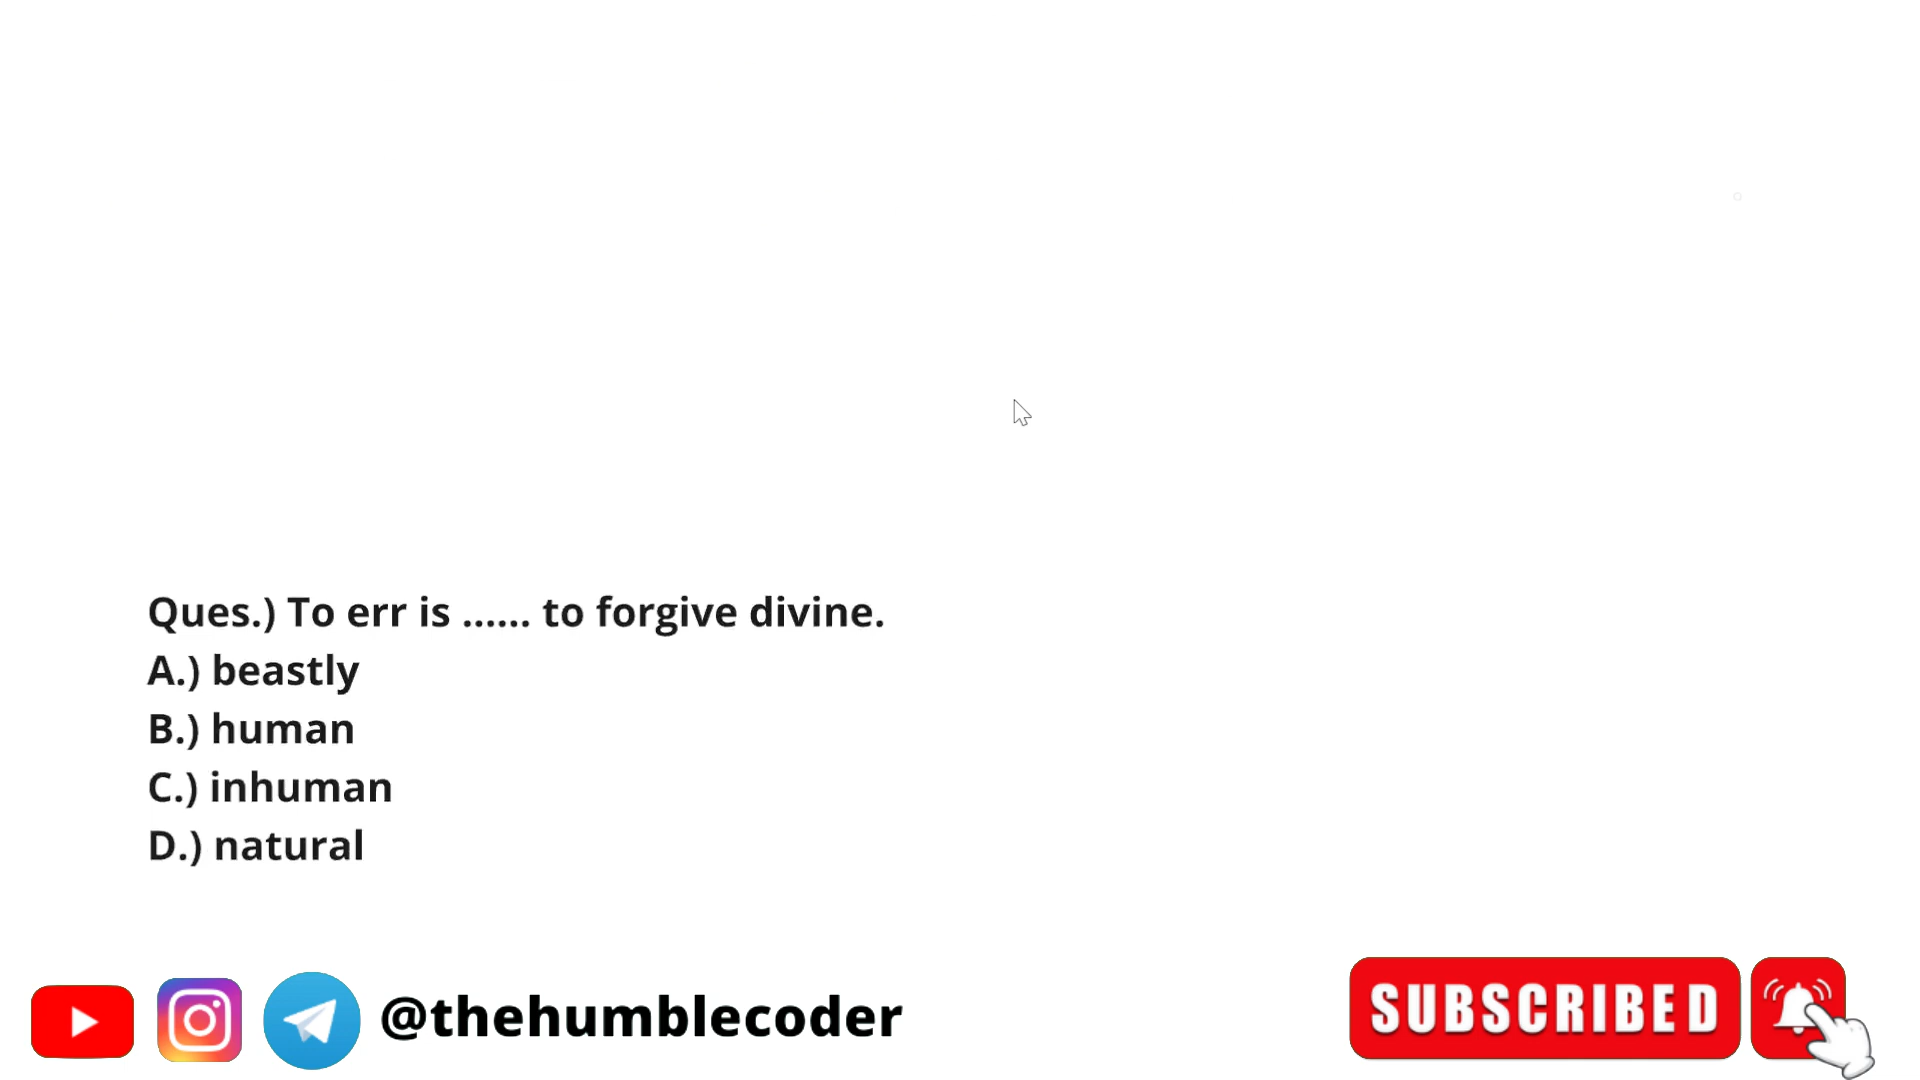 Ques.) To err is ...... to forgive divine.
A.) beastly
B.) human
C.) inhuman
D.) natural
@thehumblecoder
SUBSCRIBED